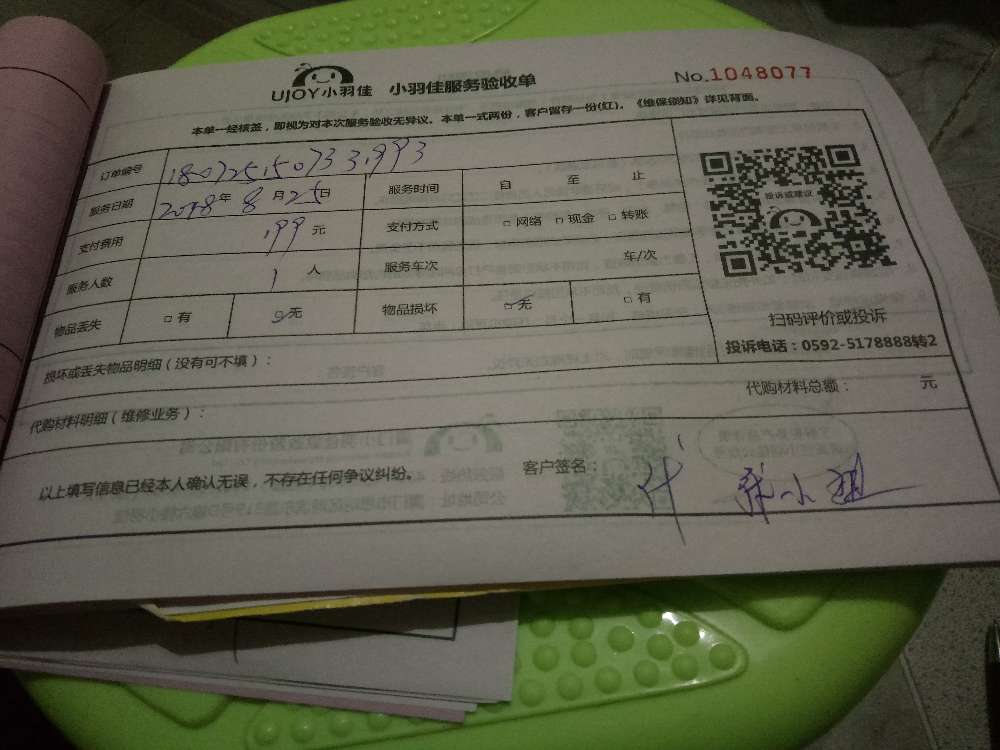 UJOY小羽佳 小羽佳服务验收单 No.1048077
本单一经核签，即视为对本次服务验收无异议。本单一式两份，客户留存一份(红)。《维保须知》详见背面。
订单编号 180725150733993
服务日期 2018年8月25日 服务时间 自 至 止
支付费用 199元 支付方式 □网络 □现金 □转账
服务人数 1人 服务车次 车/次
物品丢失 □有 ☑无 物品损坏 ☑无 □有
投诉或建议
扫码评价或投诉
投诉电话：0592-5178888转2
损坏或丢失物品明细（没有可不填）：
代购材料明细（维修业务）： 代购材料总额： 元
以上填写信息已经本人确认无误，不存在任何争议纠纷。 客户签名：代